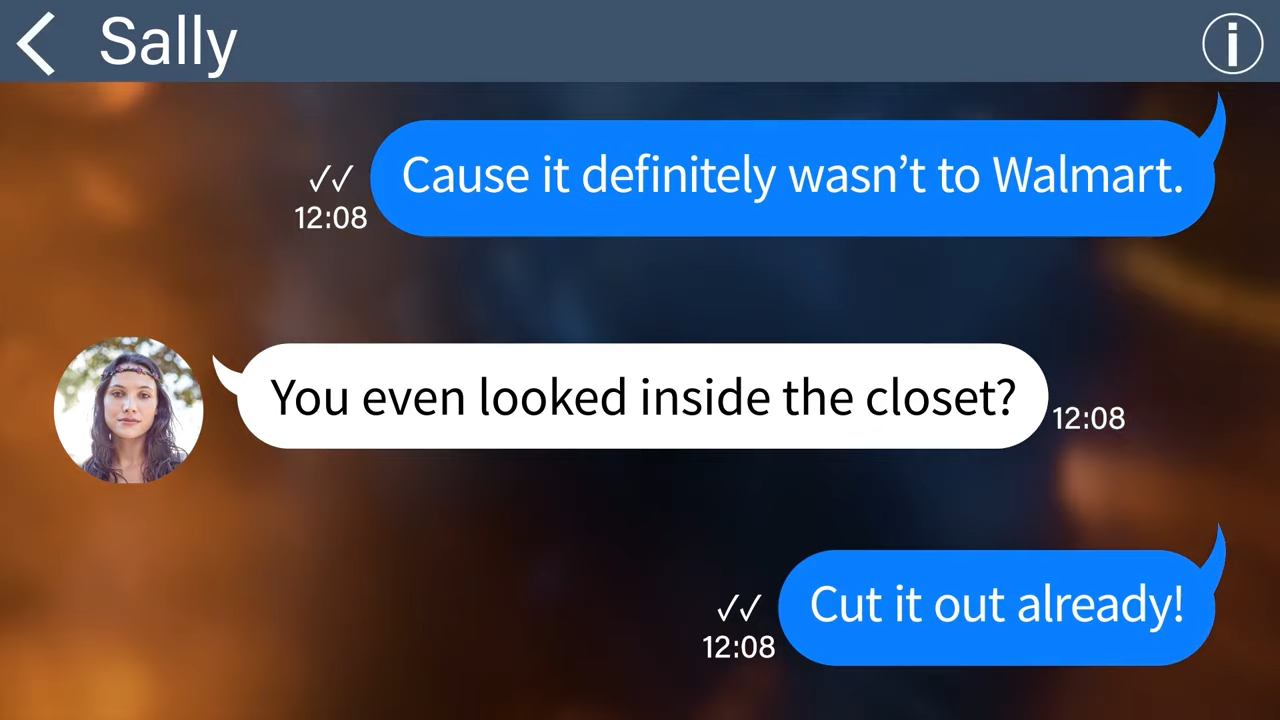 Sally
Cause it definitely wasn’t to Walmart.
12:08
You even looked inside the closet?
12:08
Cut it out already!
12:08